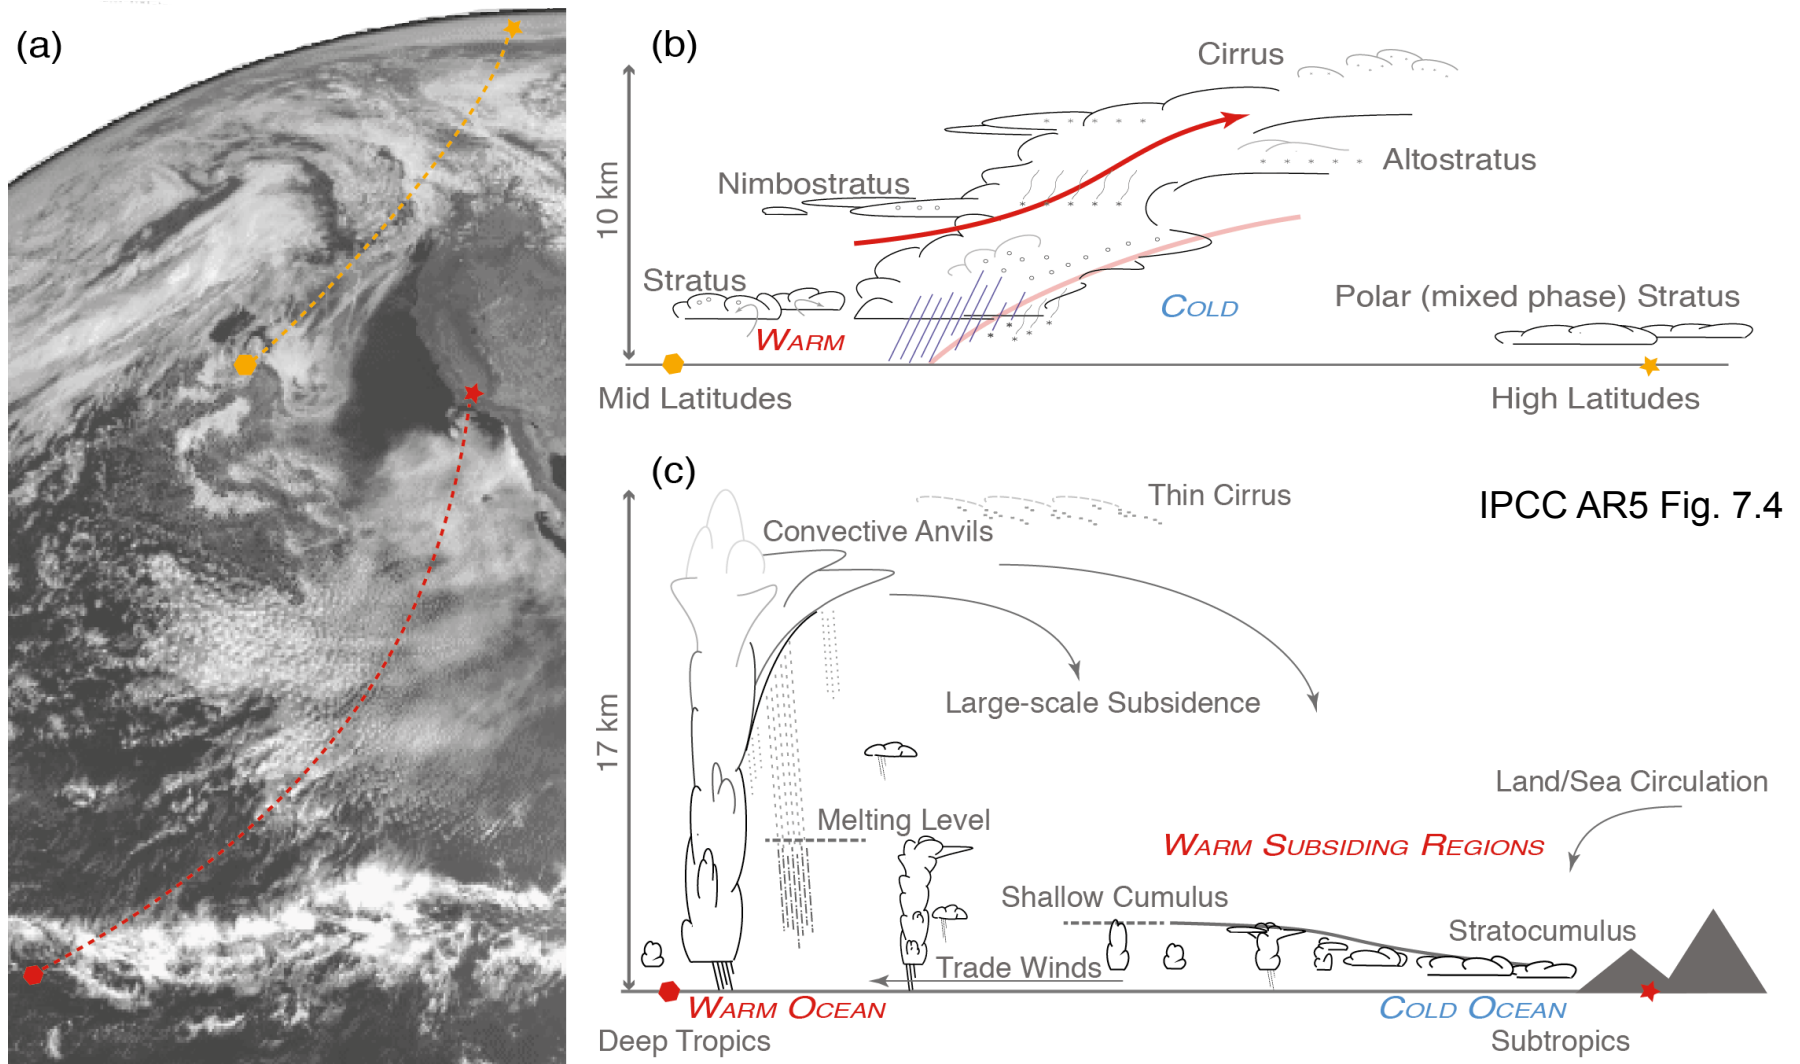 (a)
(b)
Cirrus
Altostratus
Nimbostratus
10 km
Stratus
Polar (mixed phase) Stratus
COLD
WARM
Mid Latitudes
High Latitudes
(c)
Thin Cirrus
IPCC AR5 Fig. 7.4
Convective Anvils
Large-scale Subsidence
17 km
Land/Sea Circulation
Melting Level
WARM SUBSIDING REGIONS
Shallow Cumulus
Stratocumulus
Trade Winds
WARM OCEAN
COLD OCEAN
Deep Tropics
Subtropics